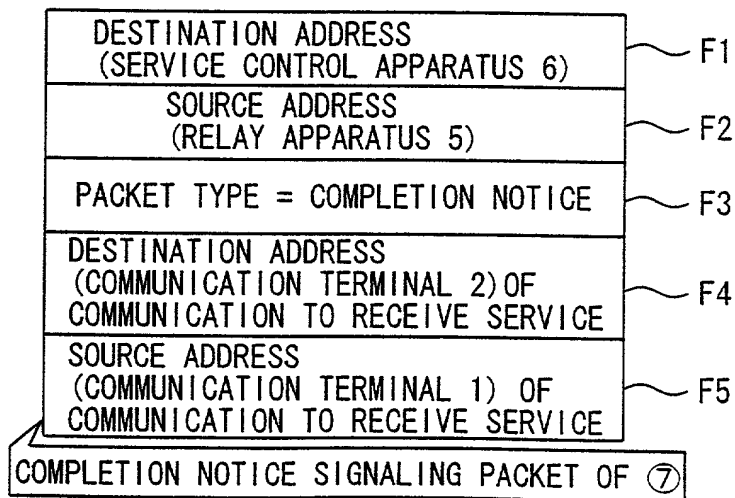 DESTINATION ADDRESS
(SERVICE CONTROL APPARATUS 6)
F1
SOURCE ADDRESS
(RELAY APPARATUS 5)
F2
PACKET TYPE = COMPLETION NOTICE
F3
DESTINATION ADDRESS
(COMMUNICATION TERMINAL 2)OF
COMMUNICATION TO RECEIVE SERVICE
F4
SOURCE ADDRESS
(COMMUNICATION TERMINAL 1) OF
COMMUNICATION TO RECEIVE SERVICE
F5
COMPLETION NOTICE SIGNALING PACKET OF ⑦